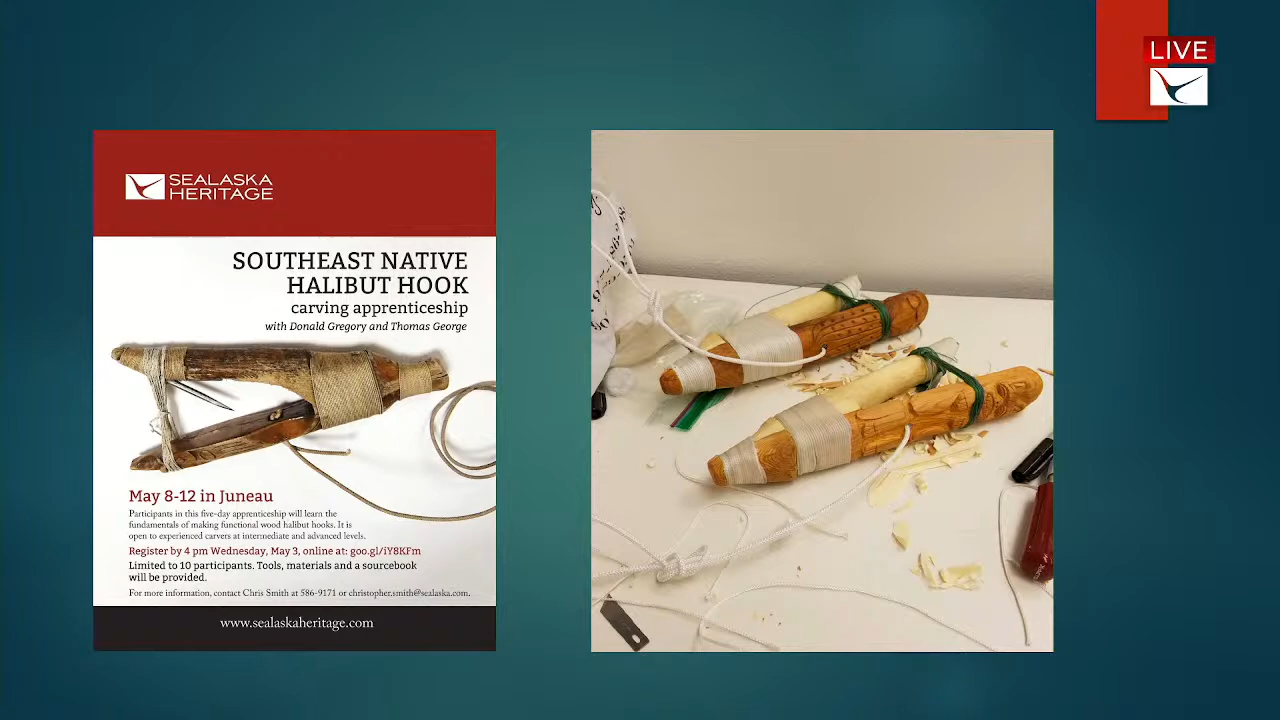 LIVE
SEALASKA
HERITAGE
SOUTHEAST NATIVE
HALIBUT HOOK
carving apprenticeship
with Donald Gregory and Thomas George
May 8-12 in Juneau
Participants in this five-day apprenticeship will learn the
fundamentals of making functional wood halibut hooks. It is
open to experienced carvers at intermediate and advanced levels.
Register by 4 pm Wednesday, May 3, online at: goo.gl/iY8KFm
Limited to 10 participants. Tools, materials and a sourcebook
will be provided.
For more information, contact Chris Smith at 586-9171 or christopher.smith@sealaska.com.
www.sealaskaheritage.com